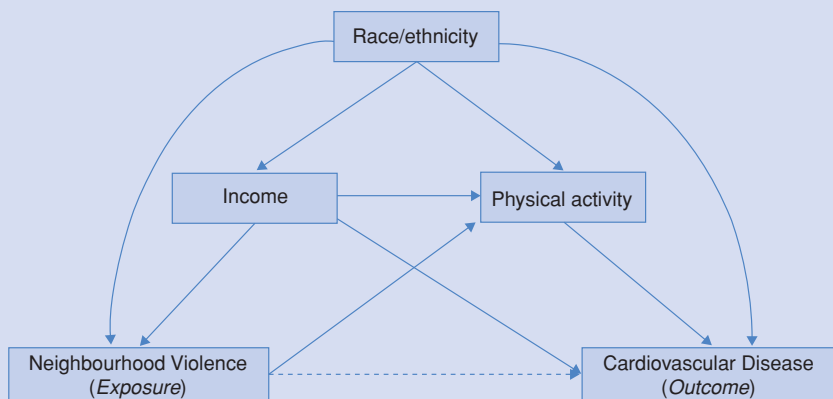 Race/ethnicity
Income
Physical activity
Neighbourhood Violence
(Exposure)
Cardiovascular Disease
(Outcome)